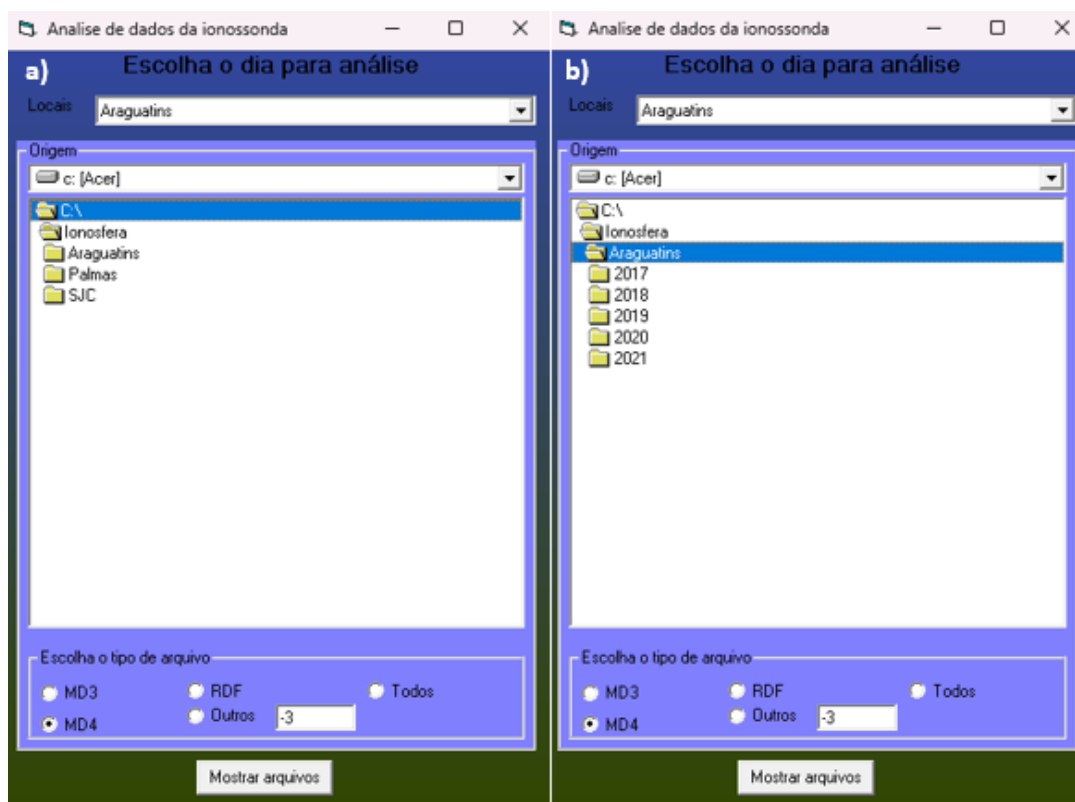 Analise de dados da ionossonda
a)
Escolha o dia para análise
Locais
Araguatins
Origem
c: [Acer]
C:\
Ionosfera
Araguatins
Palmas
SJC
Escolha o tipo de arquivo
MD3
RDF
Todos
MD4
Outros
-3
Mostrar arquivos
Analise de dados da ionossonda
b)
Escolha o dia para análise
Locais
Araguatins
Origem
c: [Acer]
C:\
Ionosfera
Araguatins
2017
2018
2019
2020
2021
Escolha o tipo de arquivo
MD3
RDF
Todos
MD4
Outros
-3
Mostrar arquivos